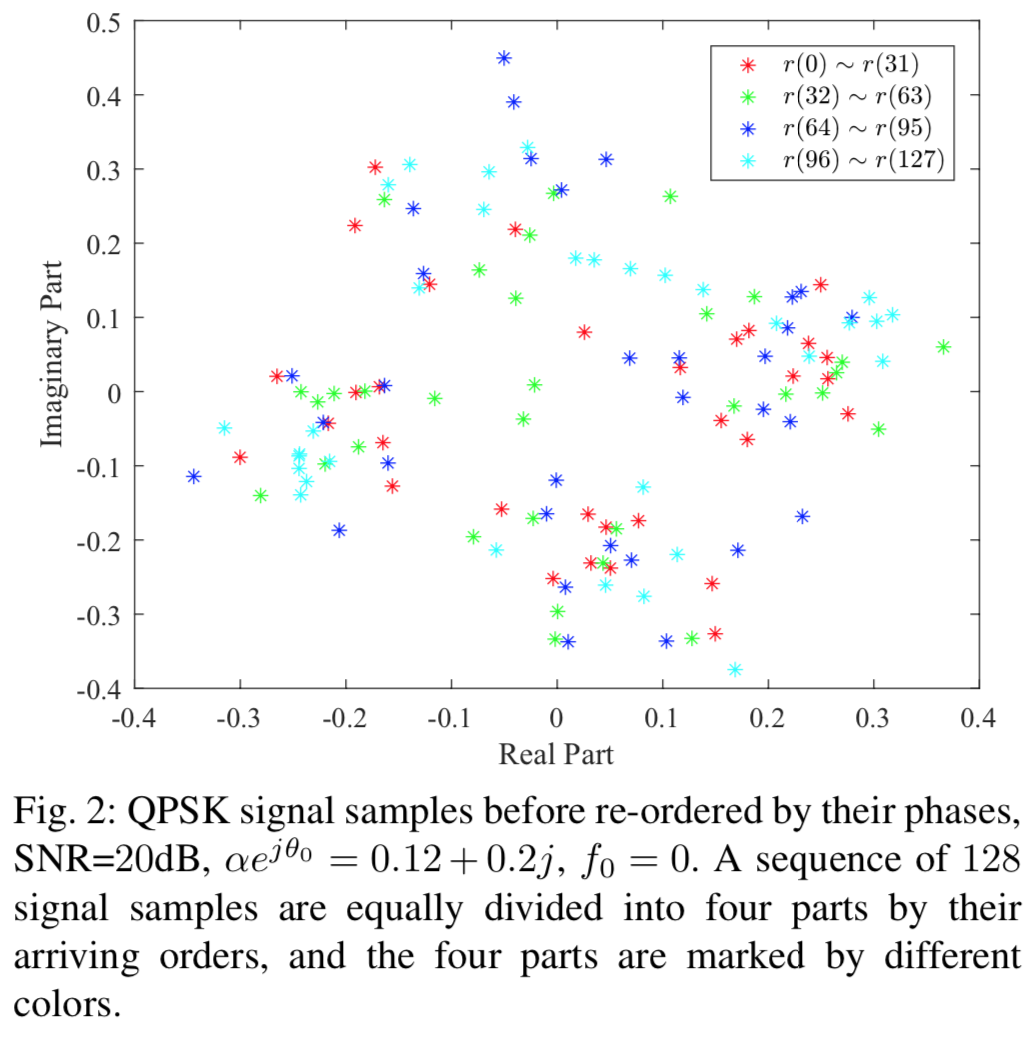 0.5
0.4
0.3
0.2
0.1
0
-0.1
-0.2
-0.3
-0.4
Imaginary Part
r(0) ∼ r(31)
r(32) ∼ r(63)
r(64) ∼ r(95)
r(96) ∼ r(127)
-0.4 -0.3 -0.2 -0.1 0 0.1 0.2 0.3 0.4
Real Part
Fig. 2: QPSK signal samples before re-ordered by their phases,
SNR=20dB, αe^{jθ_0} = 0.12 + 0.2j, f_0 = 0. A sequence of 128
signal samples are equally divided into four parts by their
arriving orders, and the four parts are marked by different
colors.